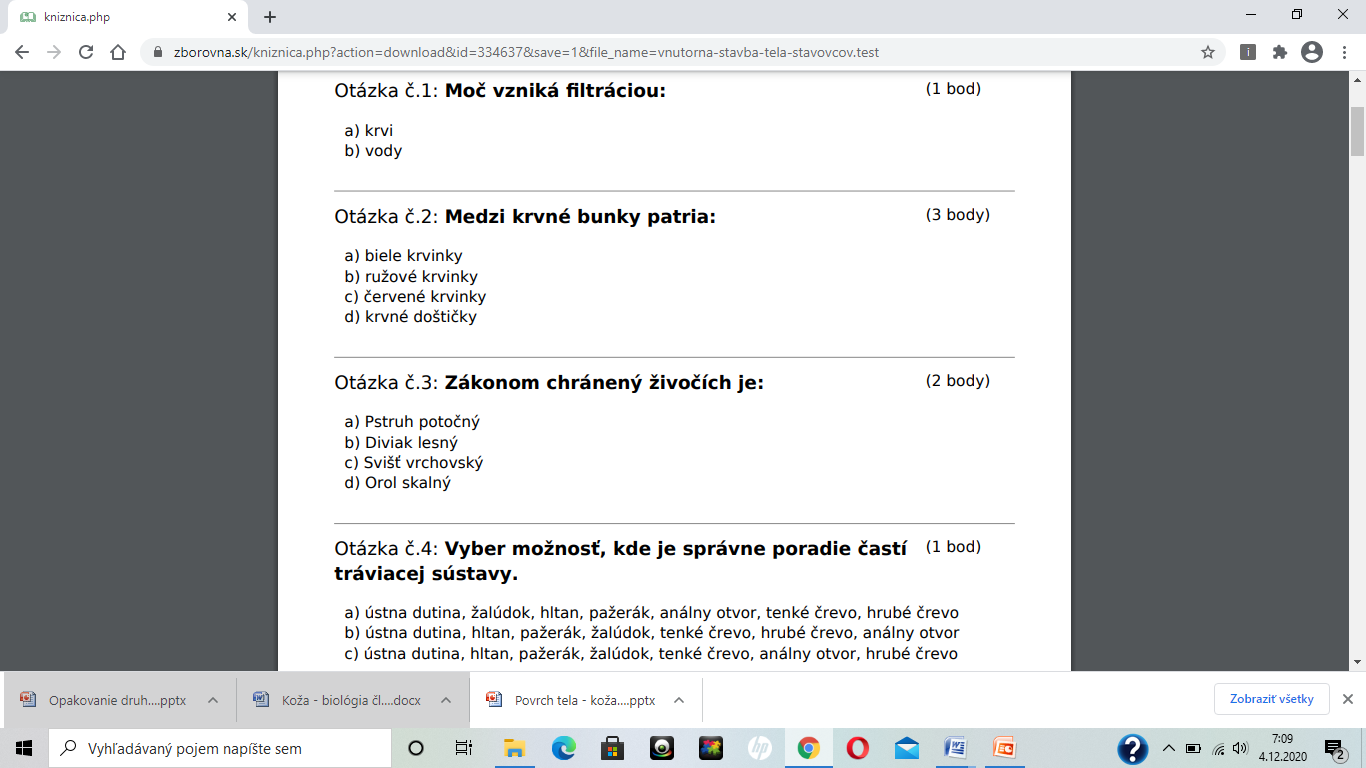 kniznica.php
zborovna.sk/kniznica.php?action=download&id=334637&save=1&file_name=vnutorna-stavba-tela-stavovcov.test
Otázka č.1: Moč vzniká filtráciou: (1 bod)
a) krvi
b) vody
Otázka č.2: Medzi krvné bunky patria: (3 body)
a) biele krvinky
b) ružové krvinky
c) červené krvinky
d) krvné doštičky
Otázka č.3: Zákonom chránený živočích je: (2 body)
a) Pstruh potočný
b) Diviak lesný
c) Svišť vrchovský
d) Orol skalný
Otázka č.4: Vyber možnosť, kde je správne poradie častí (1 bod)
tráviacej sústavy.
a) ústna dutina, žalúdok, hltan, pažerák, análny otvor, tenké črevo, hrubé črevo
b) ústna dutina, hltan, pažerák, žalúdok, tenké črevo, hrubé črevo, análny otvor
c) ústna dutina, hltan, pažerák, žalúdok, tenké črevo, análny otvor, hrubé črevo
Opakovanie druh....pptx
Koža - biológia čl....docx
Povrch tela - koža....pptx
Zobraziť všetky
Vyhľadávaný pojem napíšte sem
hp
7:09
4.12.2020
2